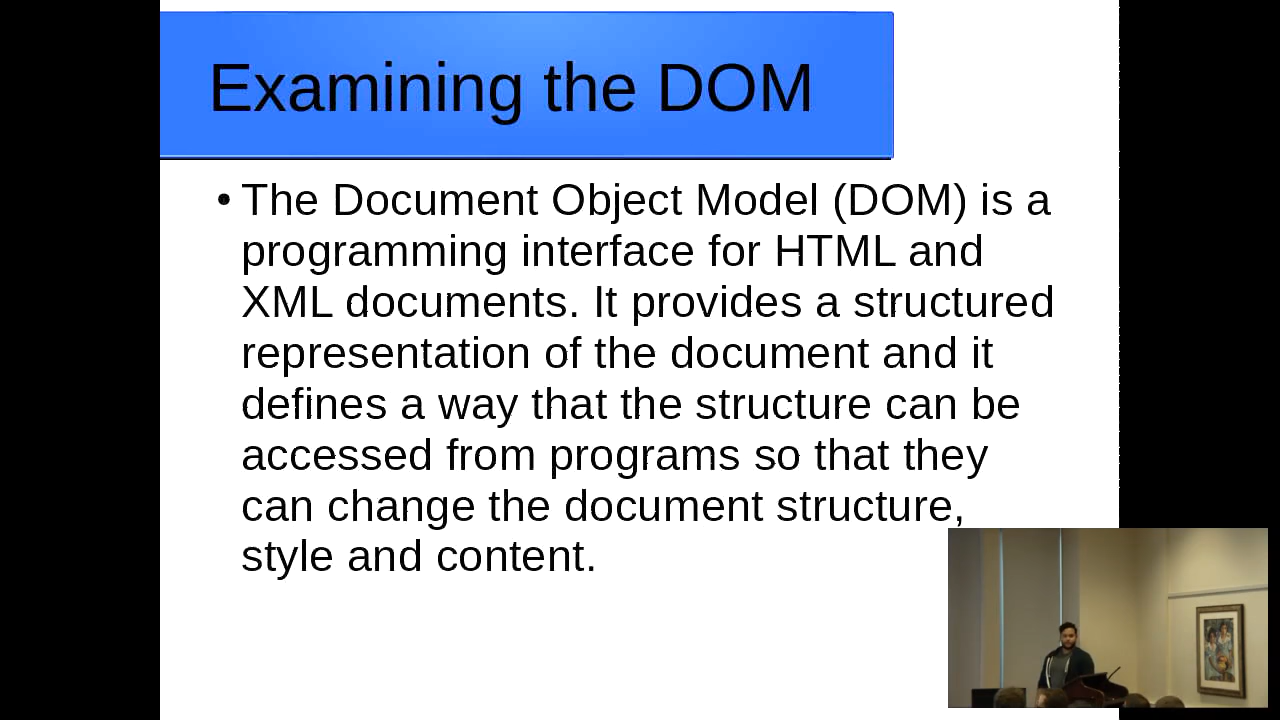 Examining the DOM
• The Document Object Model (DOM) is a
programming interface for HTML and
XML documents. It provides a structured
representation of the document and it
defines a way that the structure can be
accessed from programs so that they
can change the document structure,
style and content.